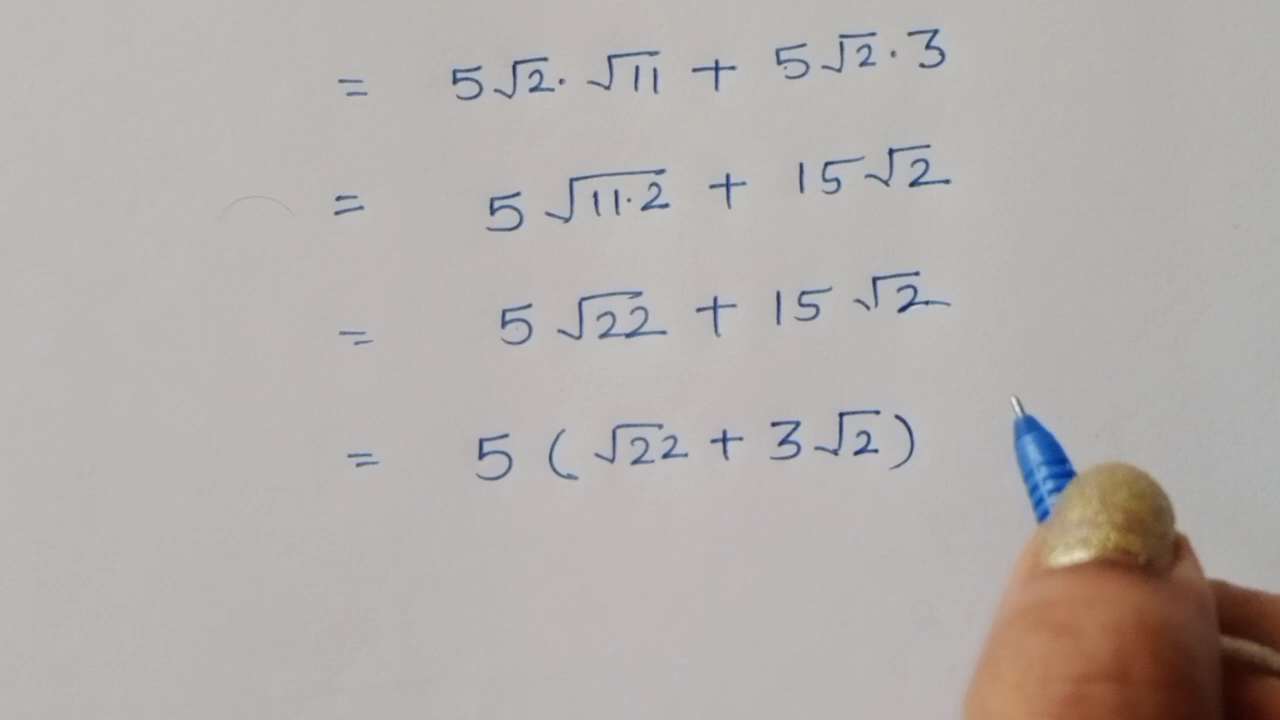 = 5√2 · √11 + 5√2 · 3
= 5√11·2 + 15√2
= 5√22 + 15√2
= 5(√22 + 3√2)